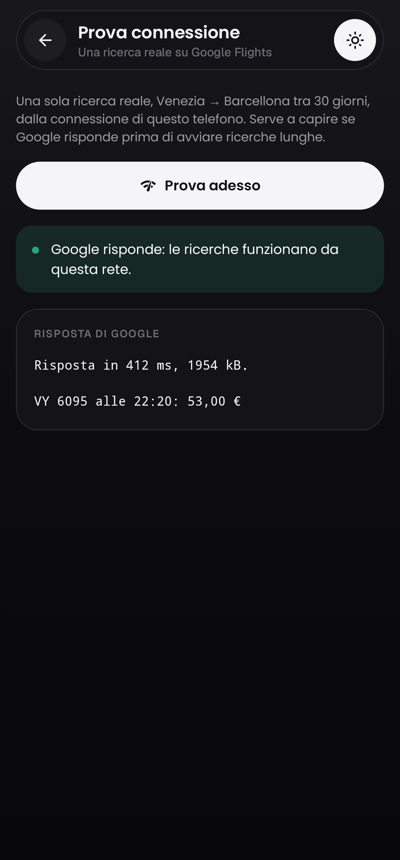 Prova connessione
Una ricerca reale su Google Flights
Una sola ricerca reale, Venezia → Barcellona tra 30 giorni,
dalla connessione di questo telefono. Serve a capire se
Google risponde prima di avviare ricerche lunghe.
Prova adesso
Google risponde: le ricerche funzionano da
questa rete.
RISPOSTA DI GOOGLE
Risposta in 412 ms, 1954 kB.
VY 6095 alle 22:20: 53,00 €